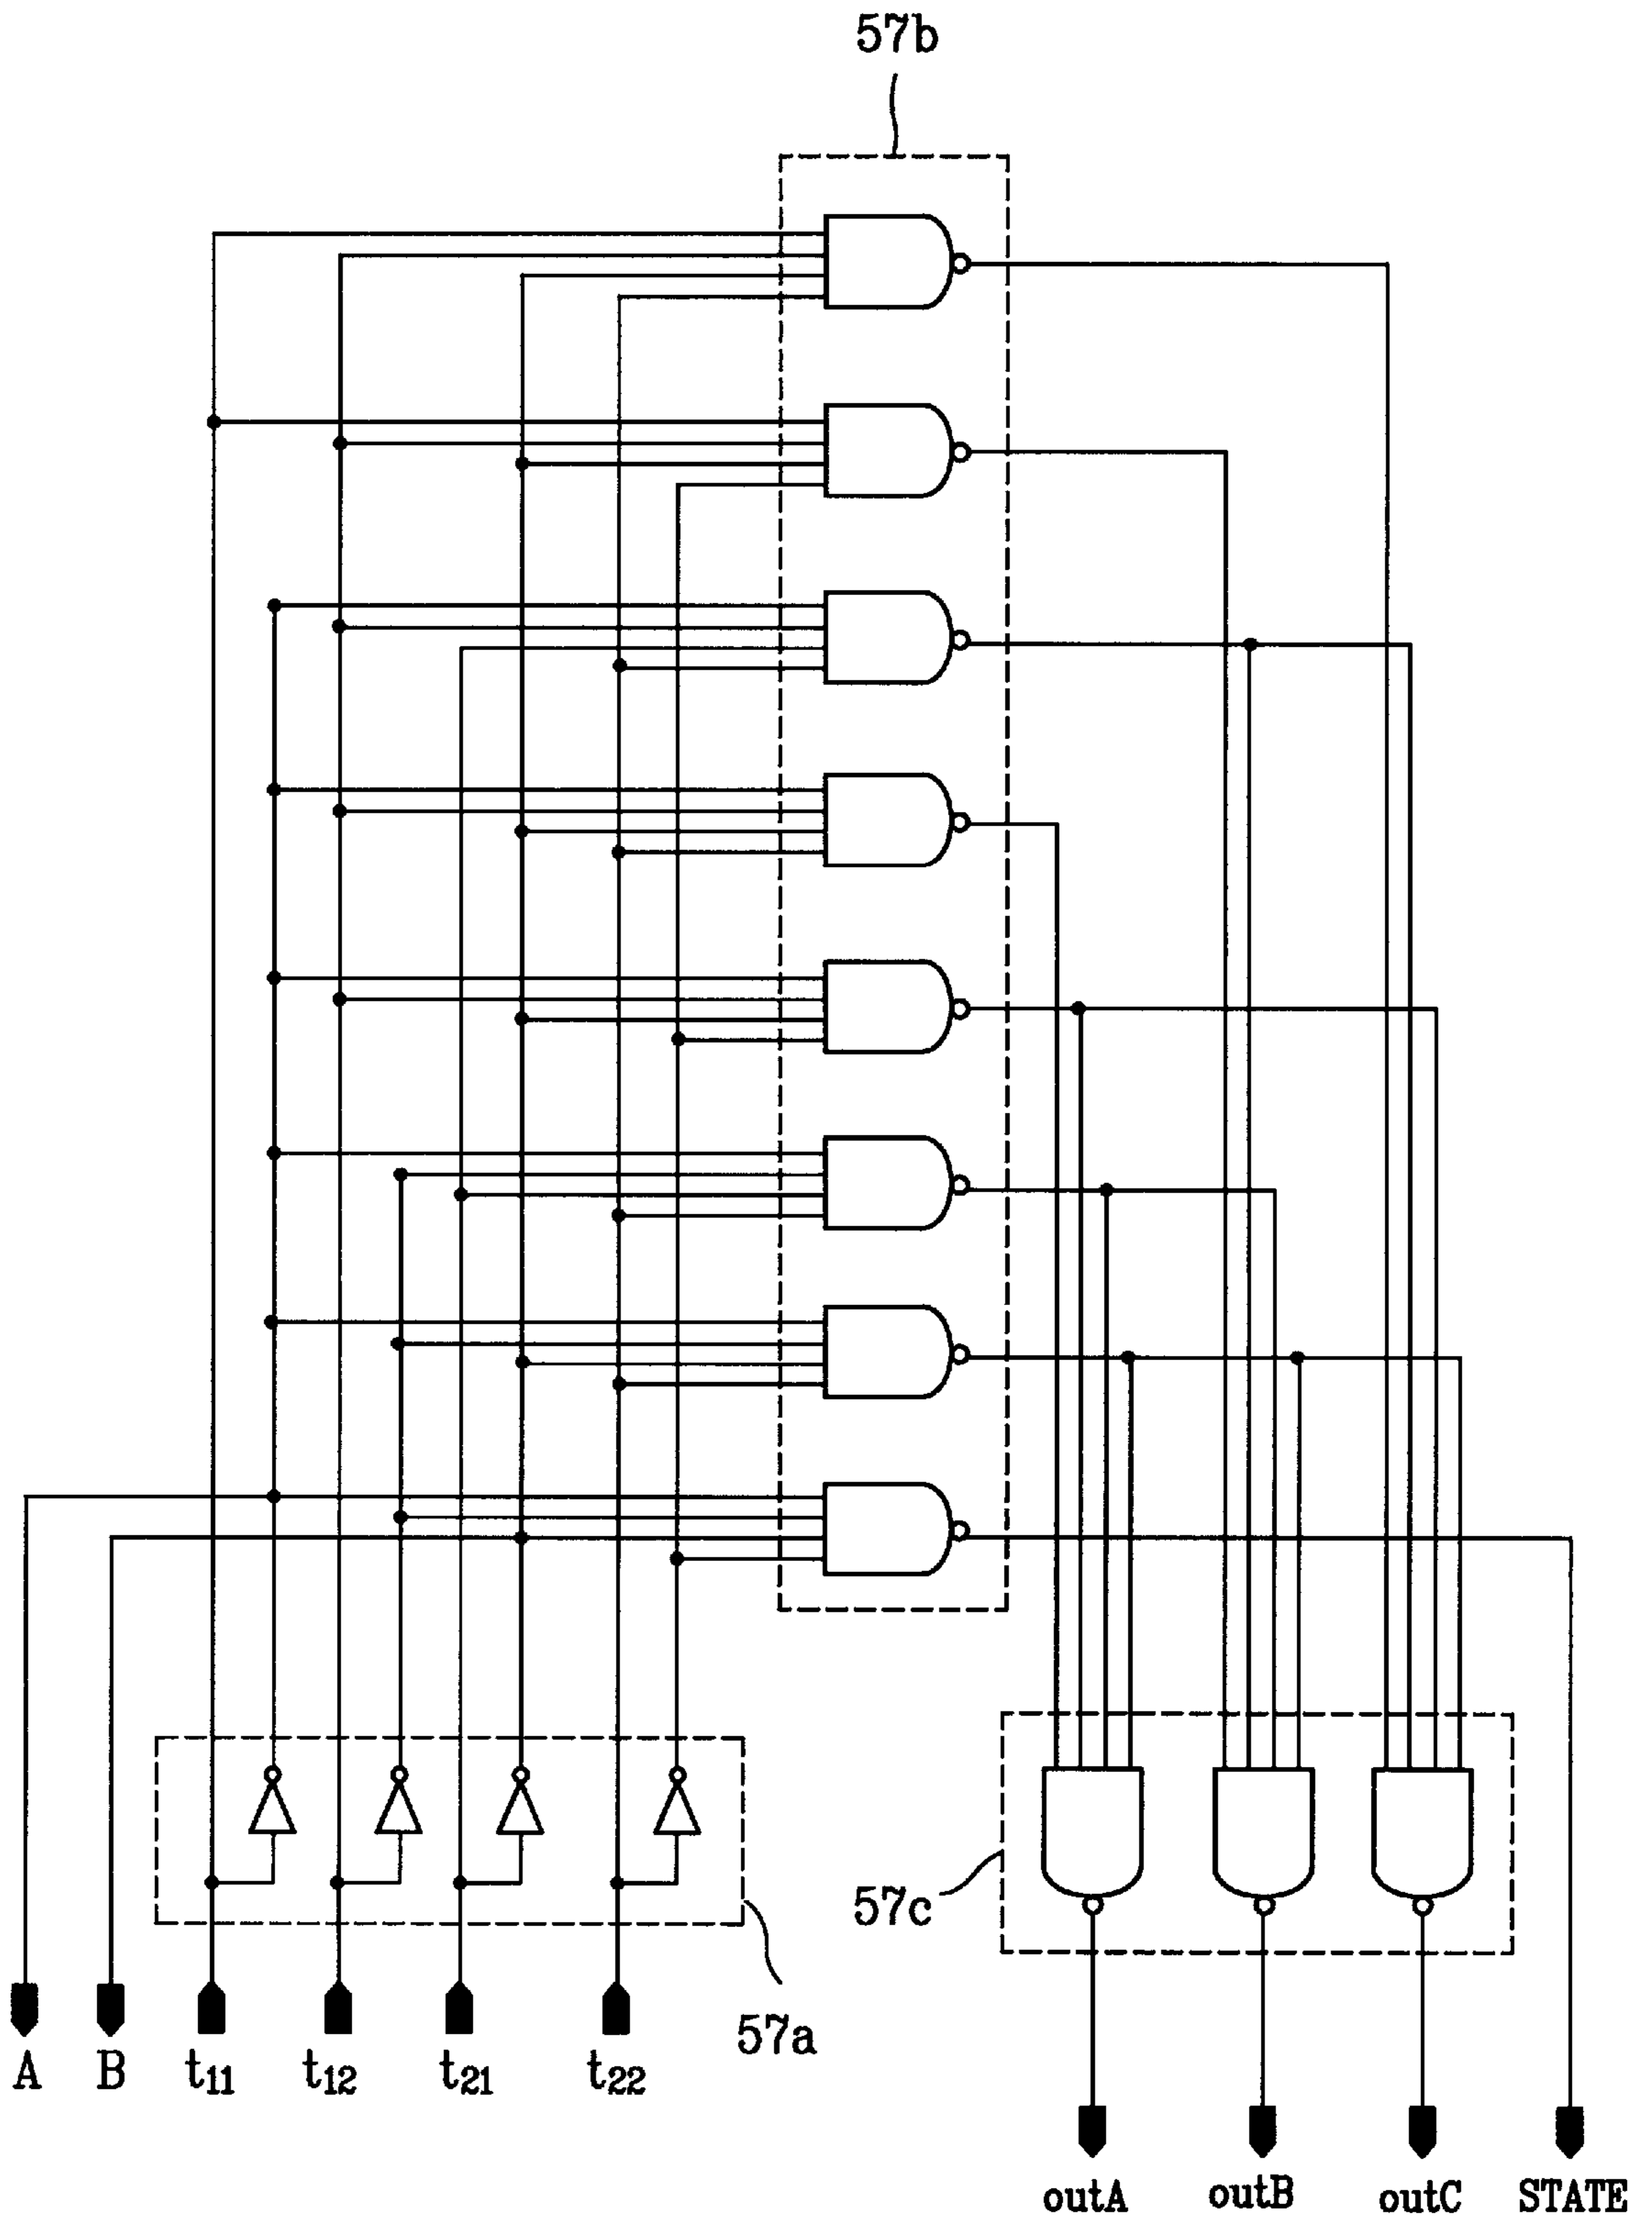 57b
57c
57a
A B t₁₁ t₁₂ t₂₁ t₂₂
outA outB outC STATE